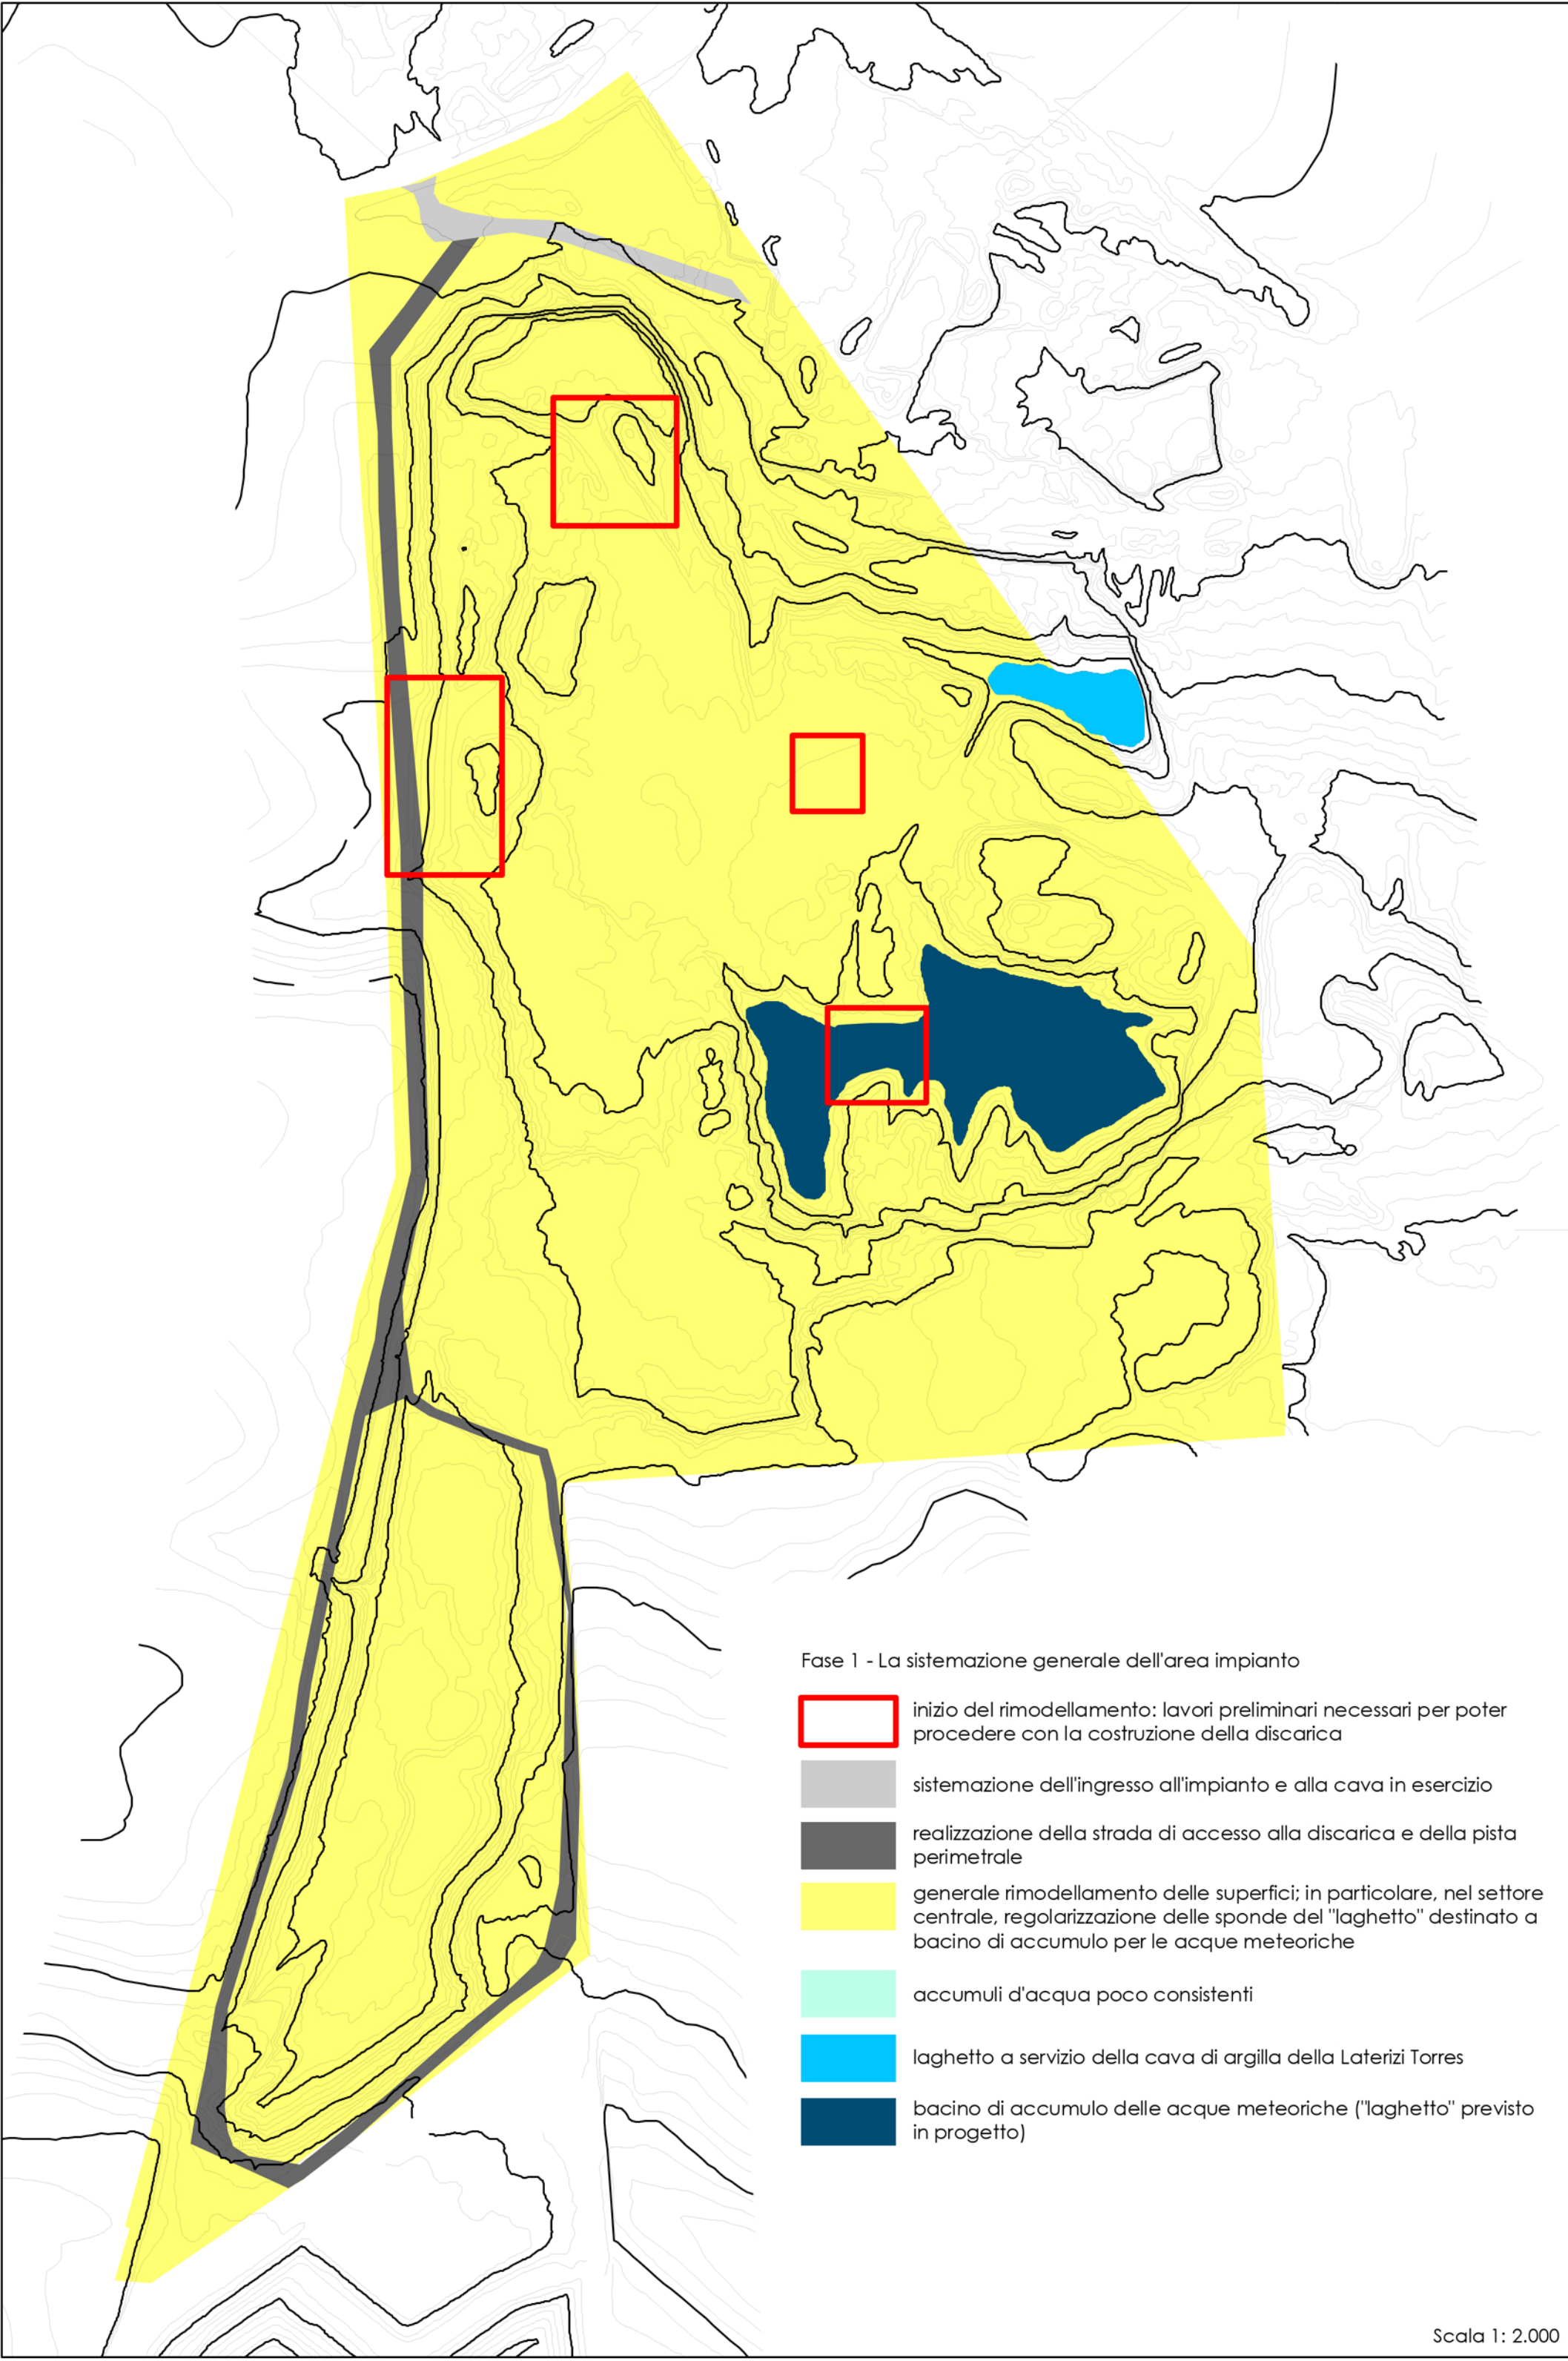 Fase 1 - La sistemazione generale dell'area impianto
inizio del rimodellamento: lavori preliminari necessari per poter
procedere con la costruzione della discarica
sistemazione dell'ingresso all'impianto e alla cava in esercizio
realizzazione della strada di accesso alla discarica e della pista
perimetrale
generale rimodellamento delle superfici; in particolare, nel settore
centrale, regolarizzazione delle sponde del "laghetto" destinato a
bacino di accumulo per le acque meteoriche
accumuli d'acqua poco consistenti
laghetto a servizio della cava di argilla della Laterizi Torres
bacino di accumulo delle acque meteoriche ("laghetto" previsto
in progetto)
Scala 1: 2.000